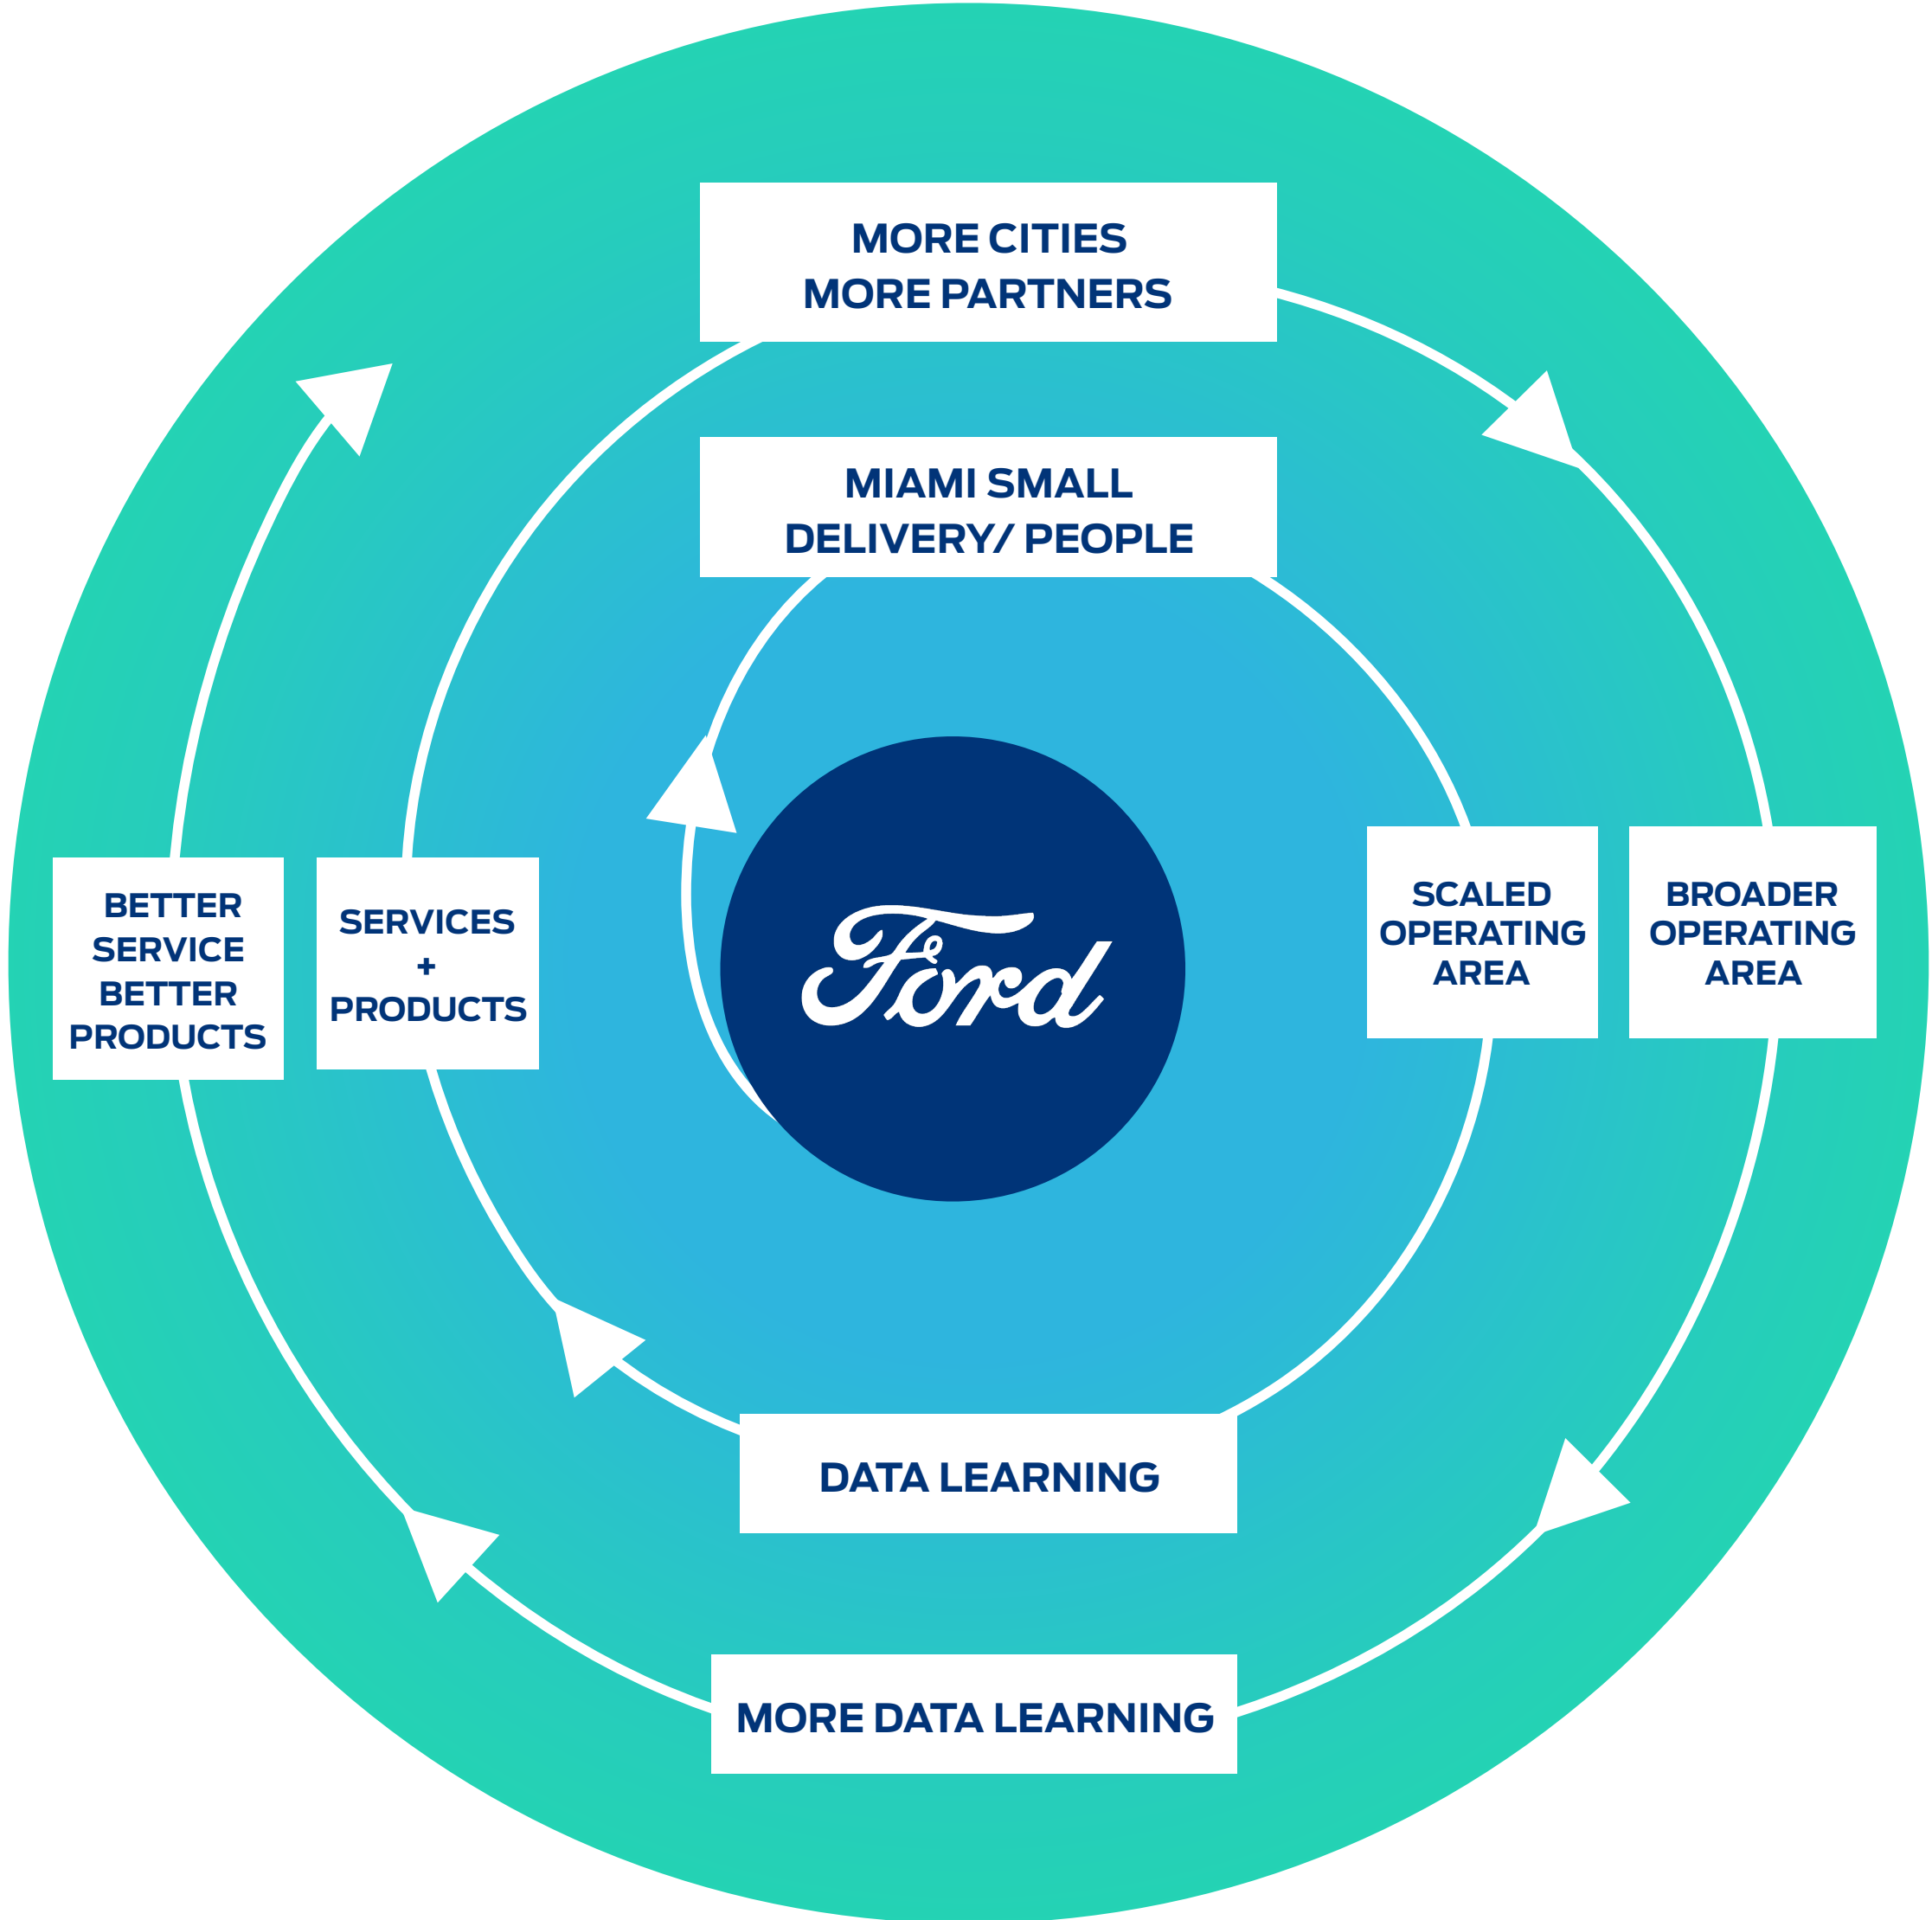 MORE CITIES
MORE PARTNERS
MIAMI SMALL
DELIVERY/ PEOPLE
BETTER
SERVICE
BETTER
PRODUCTS
SERVICES
+
PRODUCTS
Ford
SCALED
OPERATING
AREA
BROADER
OPERATING
AREA
DATA LEARNING
MORE DATA LEARNING